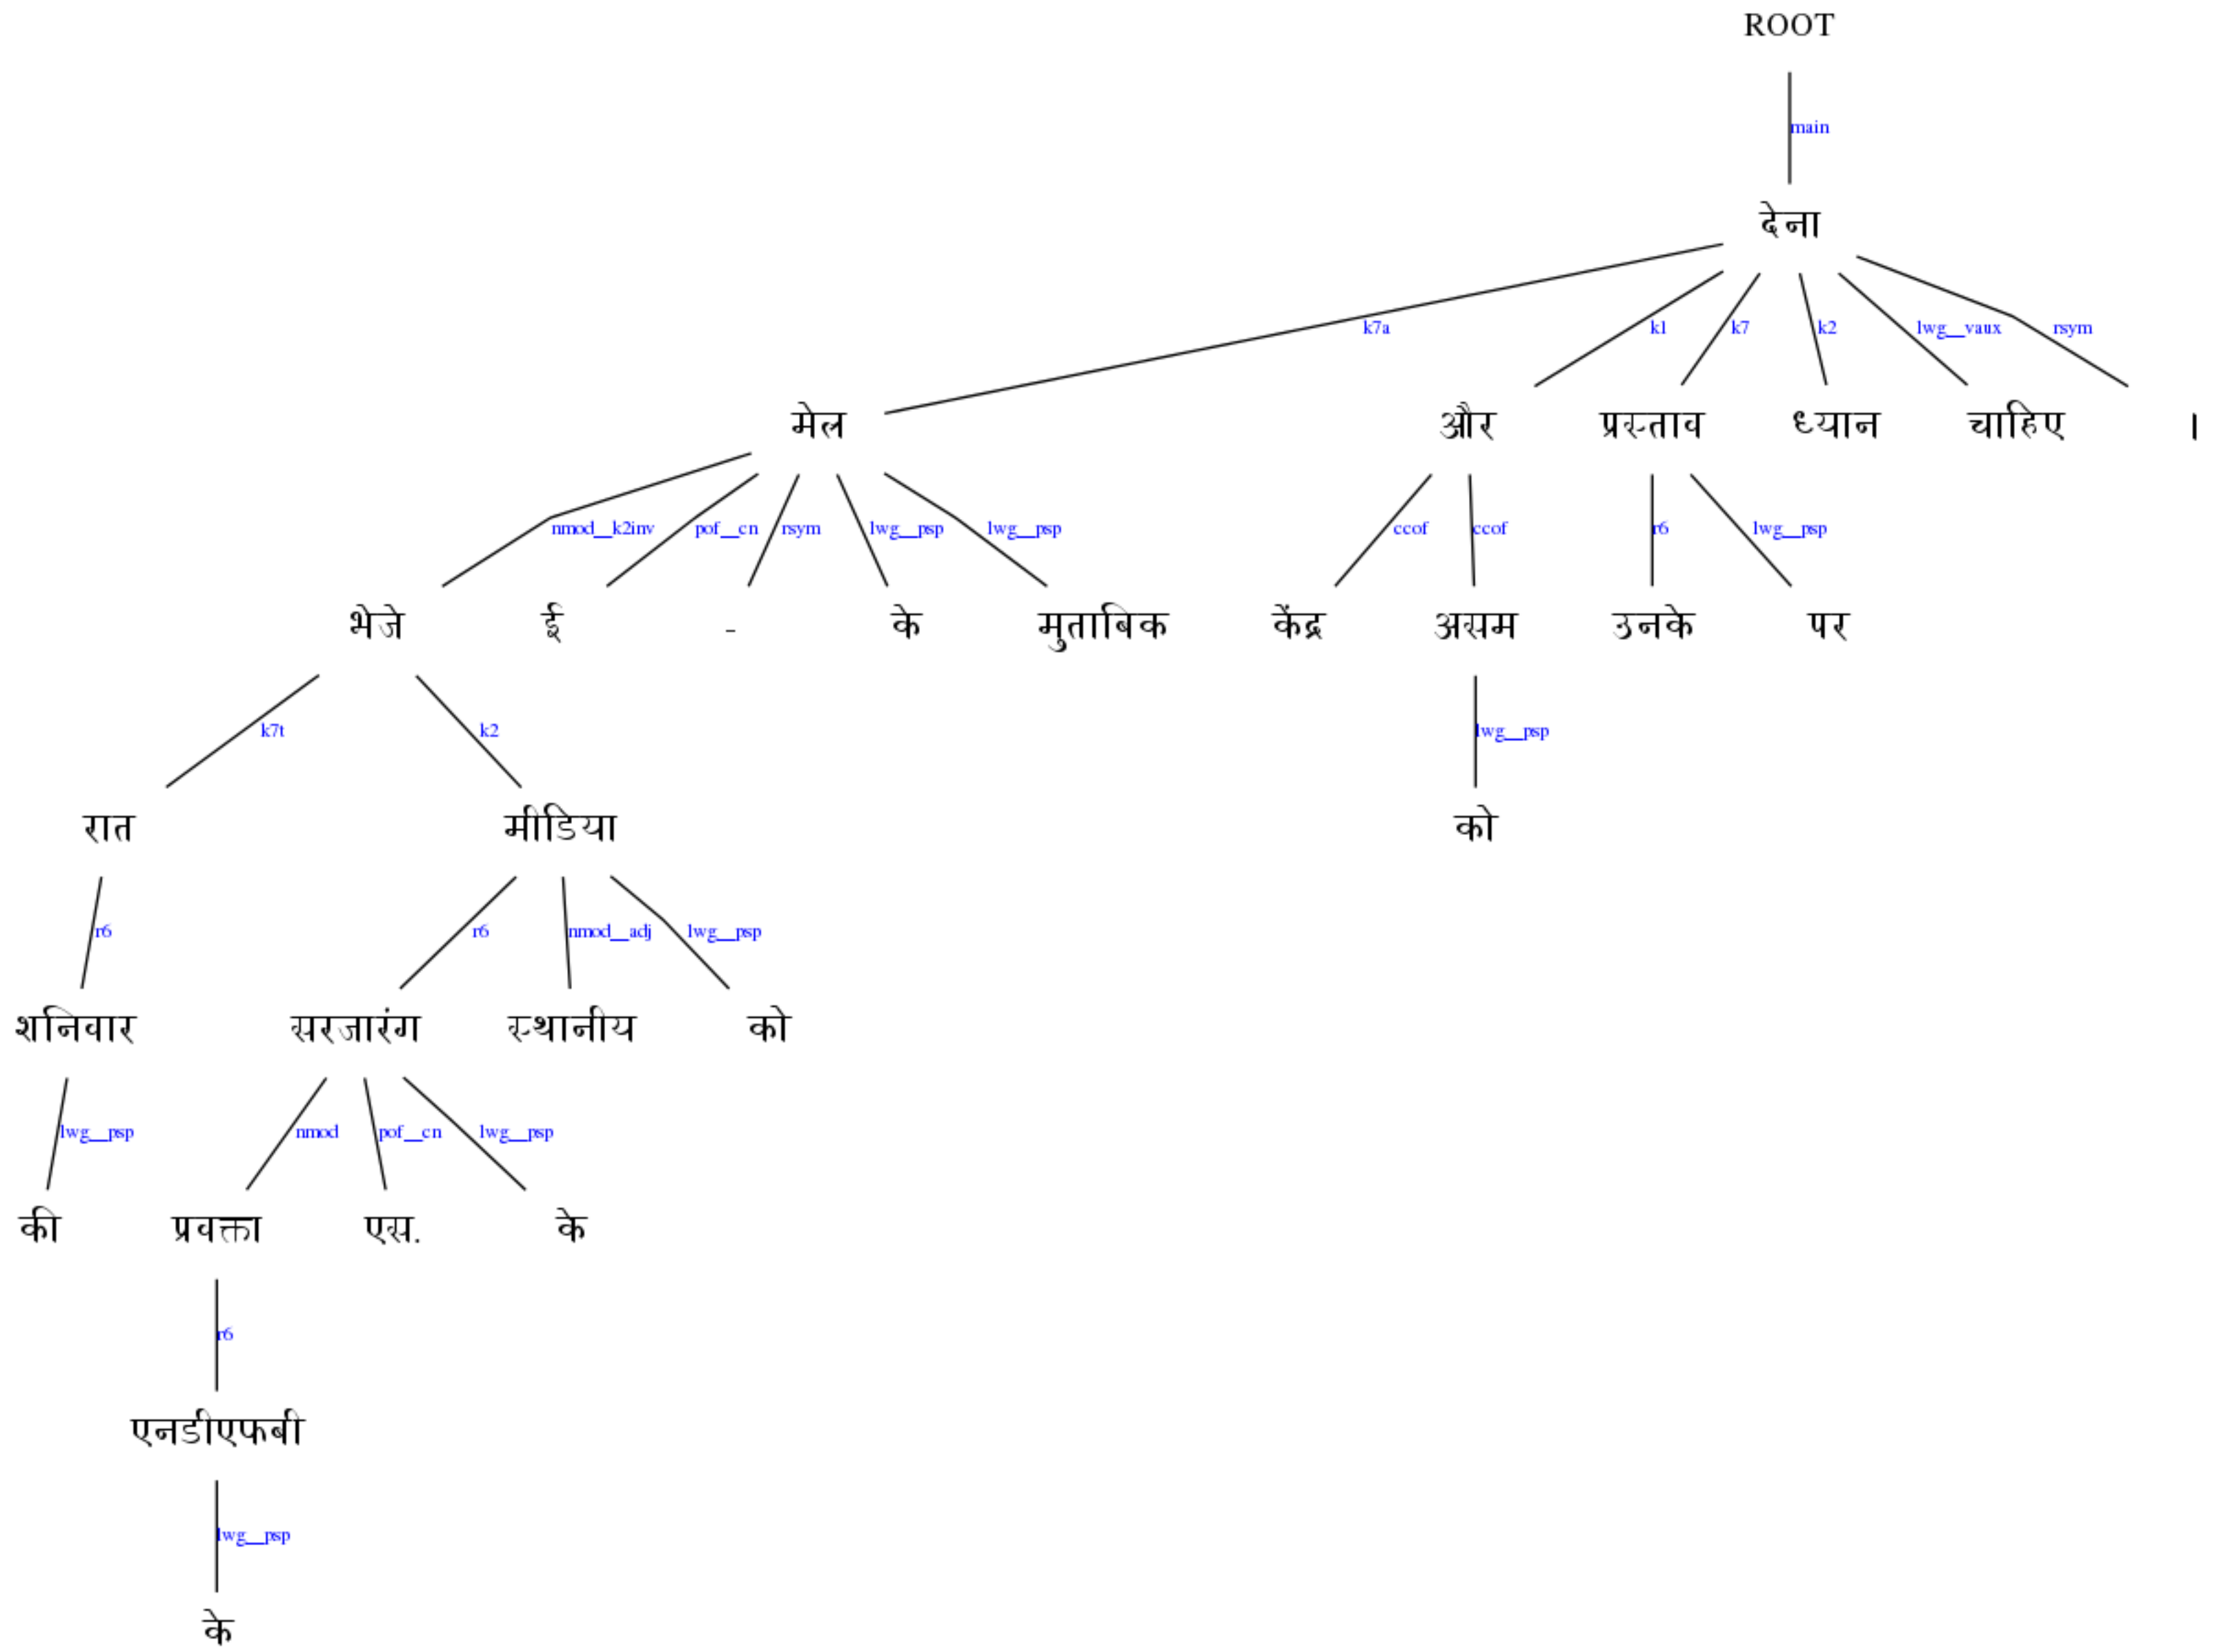 ROOT
main
देना
k7a k1 k7 k2 lwg__vaux rsym
मेल और प्रस्ताव ध्यान चाहिए ।
nmod__k2inv pof__cn rsym lwg__psp lwg__psp ccof ccof r6 lwg__psp
भेजे ई - के मुताबिक केंद्र असम उनके पर
k7t k2 lwg__psp
रात मीडिया को
r6 r6 nmod__adj lwg__psp
शनिवार सरजारंग स्थानीय को
lwg__psp nmod pof__cn lwg__psp
की प्रवक्ता एस. के
r6
एनडीएफबी
lwg__psp
के